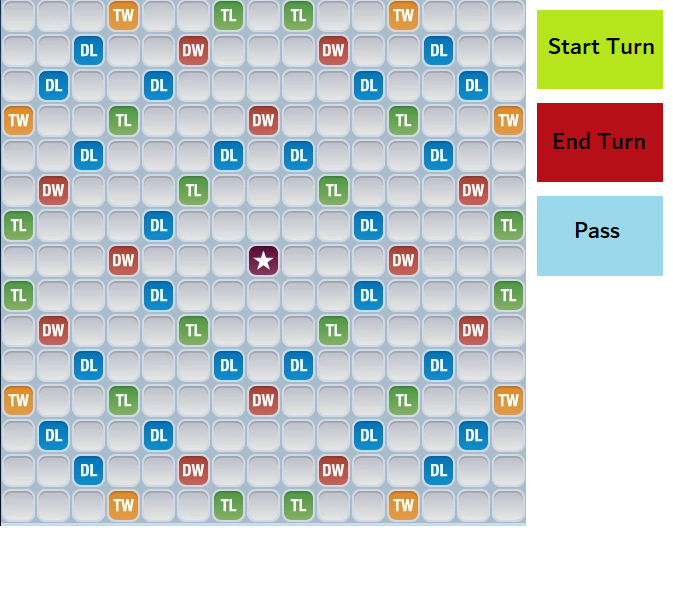 TW TL TL TW
DL DW DW DL
DL DL DL DL
TW TL DW TL TW
DL DL DL DL
DW TL TL DW
TL DL DL TL
DW DW
TL DL DL TL
DW TL TL DW
DL DL DL DL
TW TL DW TL TW
DL DL DL DL
DL DW DW DL
TW TL TL TW
Start Turn
End Turn
Pass